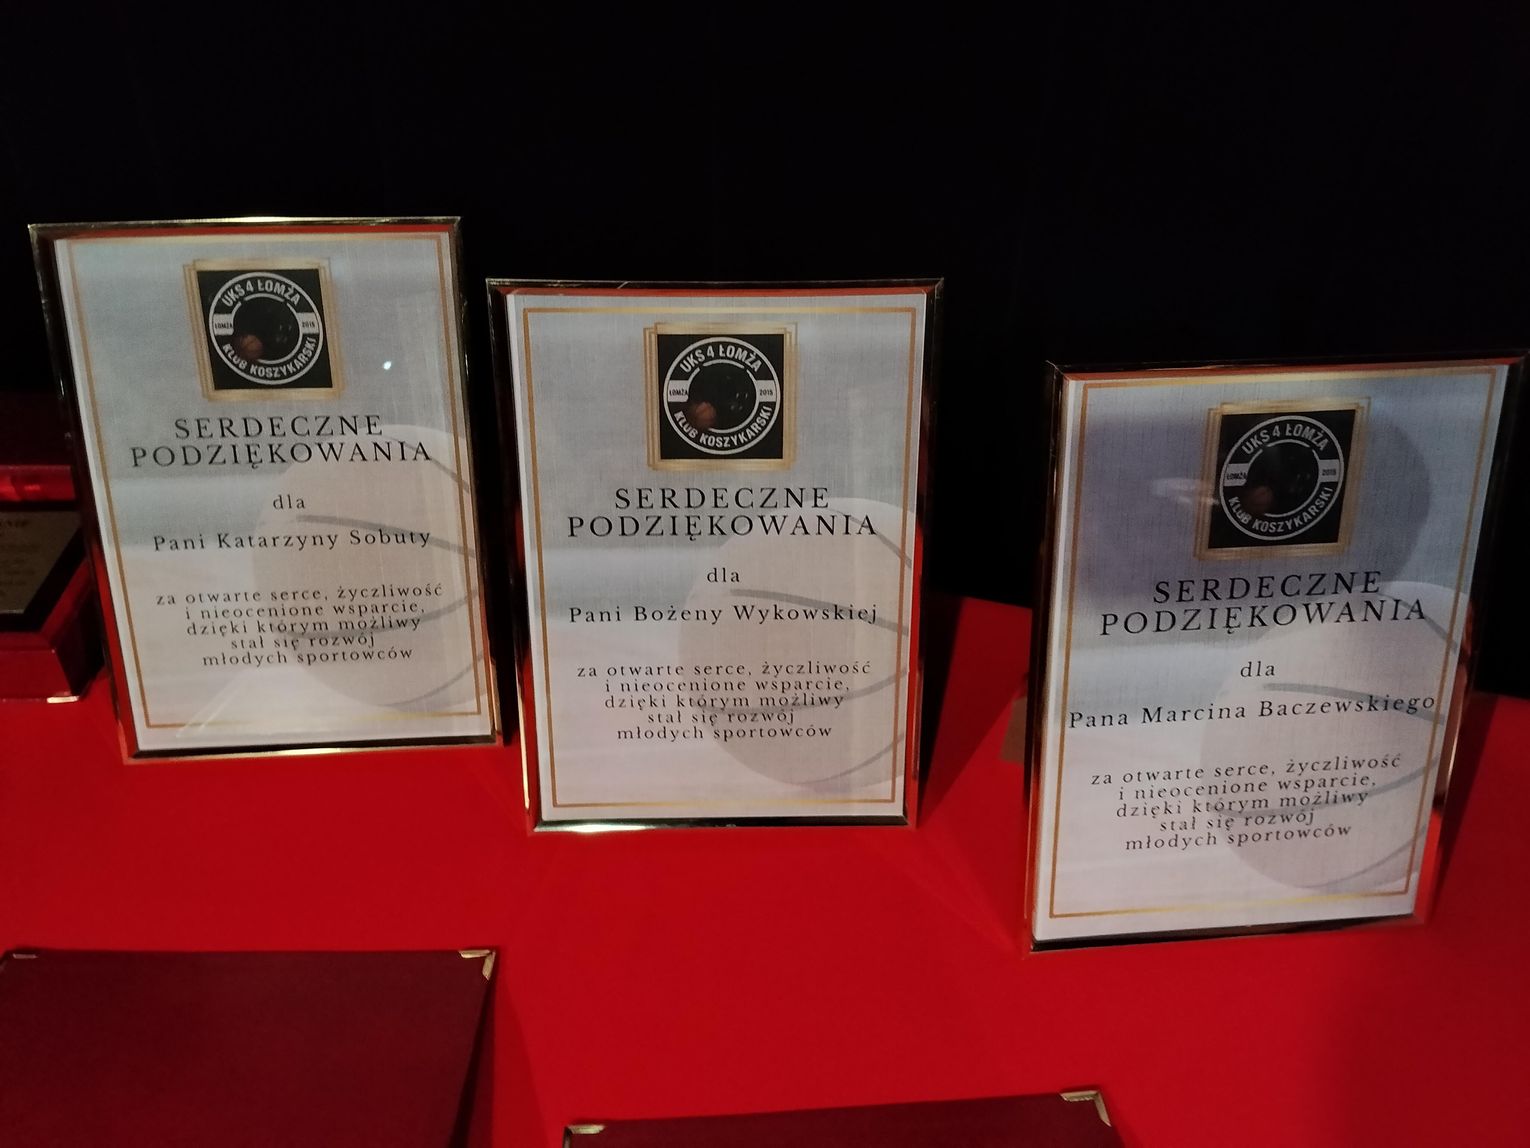 UKS 4 ŁOMŻA
ŁOMŻA
2015
KLUB KOSZYKARSKI
SERDECZNE
PODZIĘKOWANIA
dla
Pani Katarzyny Sobuty
za otwarte serce, życzliwość
i nieocenione wsparcie,
dzięki którym możliwy
stał się rozwój
młodych sportowców
UKS 4 ŁOMŻA
ŁOMŻA
2015
KLUB KOSZYKARSKI
SERDECZNE
PODZIĘKOWANIA
dla
Pani Bożeny Wykowskiej
za otwarte serce, życzliwość
i nieocenione wsparcie,
dzięki którym możliwy
stał się rozwój
młodych sportowców
UKS 4 ŁOMŻA
ŁOMŻA
2015
KLUB KOSZYKARSKI
SERDECZNE
PODZIĘKOWANIA
dla
Pana Marcina Baczewskiego
za otwarte serce, życzliwość
i nieocenione wsparcie,
dzięki którym możliwy
stał się rozwój
młodych sportowców